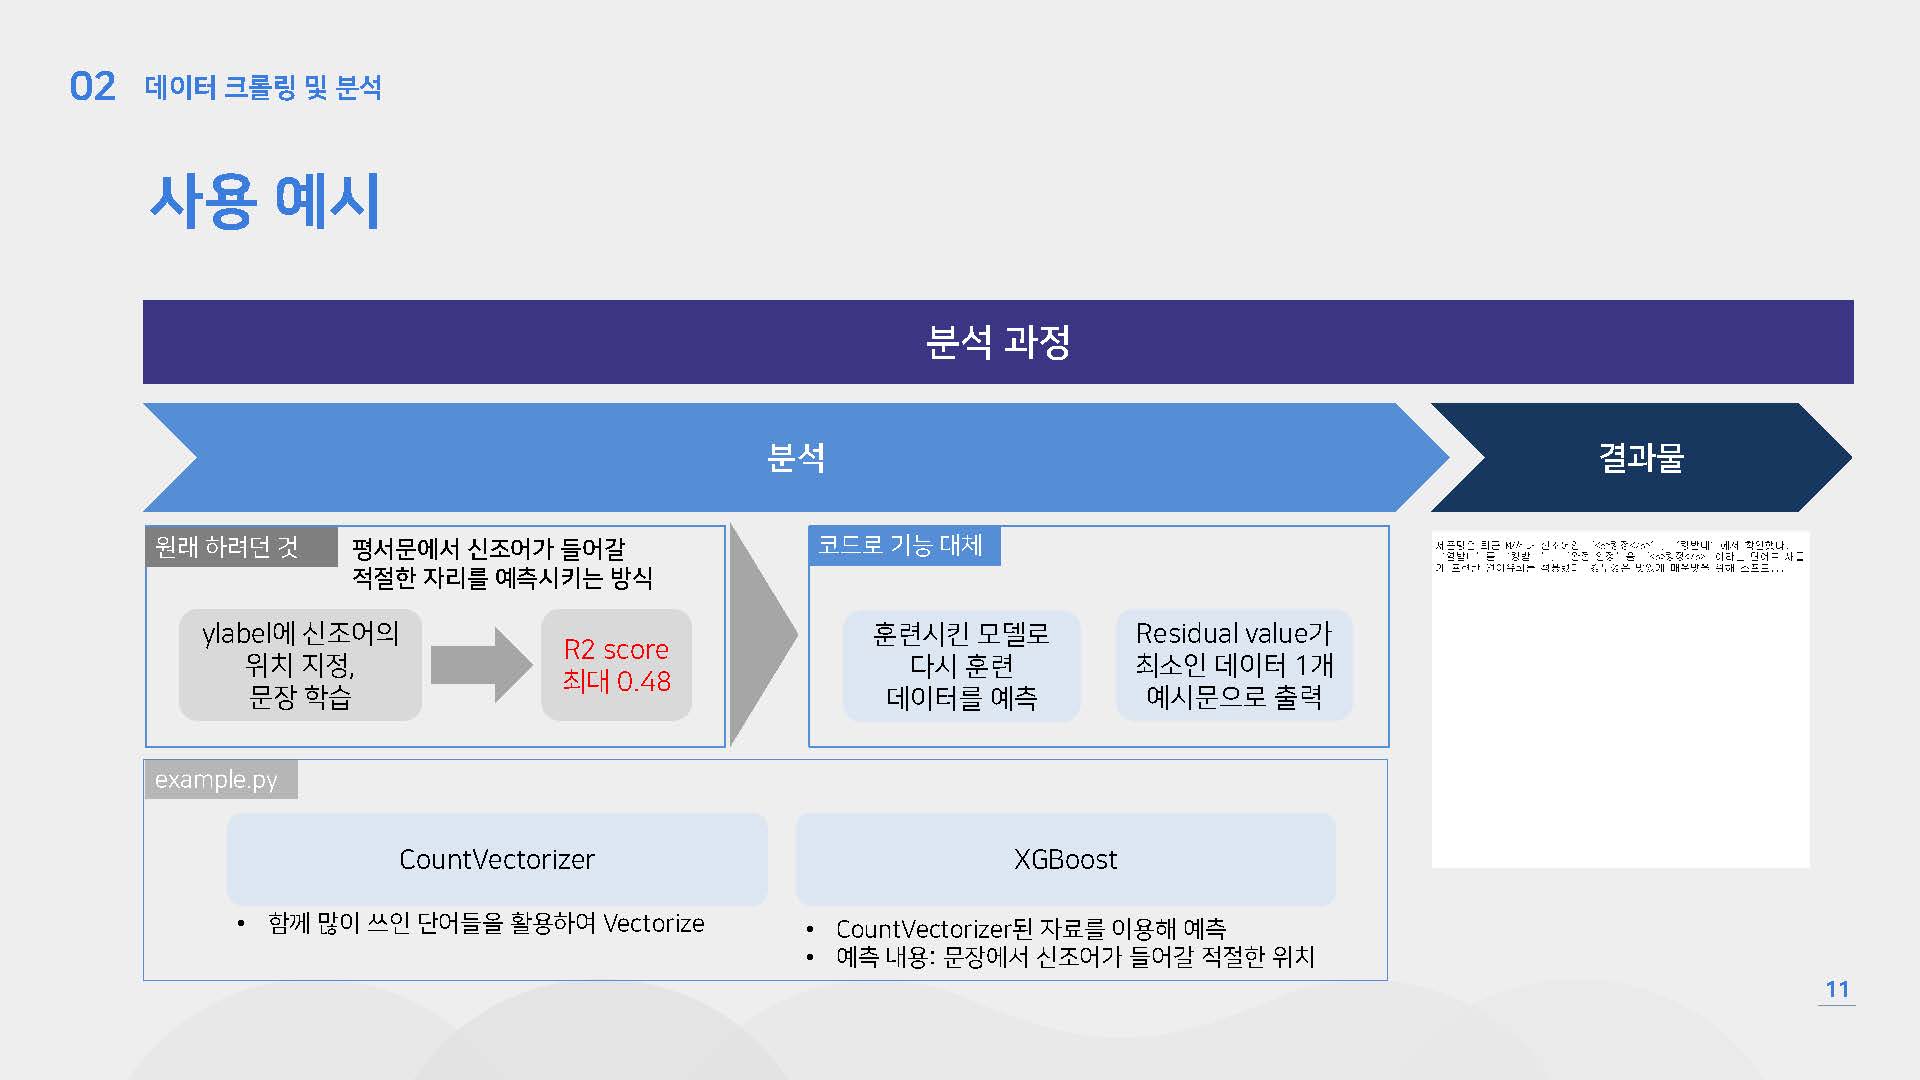 02 데이터 크롤링 및 분석
사용 예시
분석 과정
분석
결과물
원래 하려던 것
평서문에서 신조어가 들어갈
적절한 자리를 예측시키는 방식
ylabel에 신조어의
위치 지정,
문장 학습
R2 score
최대 0.48
코드로 기능 대체
훈련시킨 모델로
다시 훈련
데이터를 예측
Residual value가
최소인 데이터 1개
예시문으로 출력
example.py
CountVectorizer
• 함께 많이 쓰인 단어들을 활용하여 Vectorize
XGBoost
• CountVectorizer된 자료를 이용해 예측
• 예측 내용: 문장에서 신조어가 들어갈 적절한 위치
11